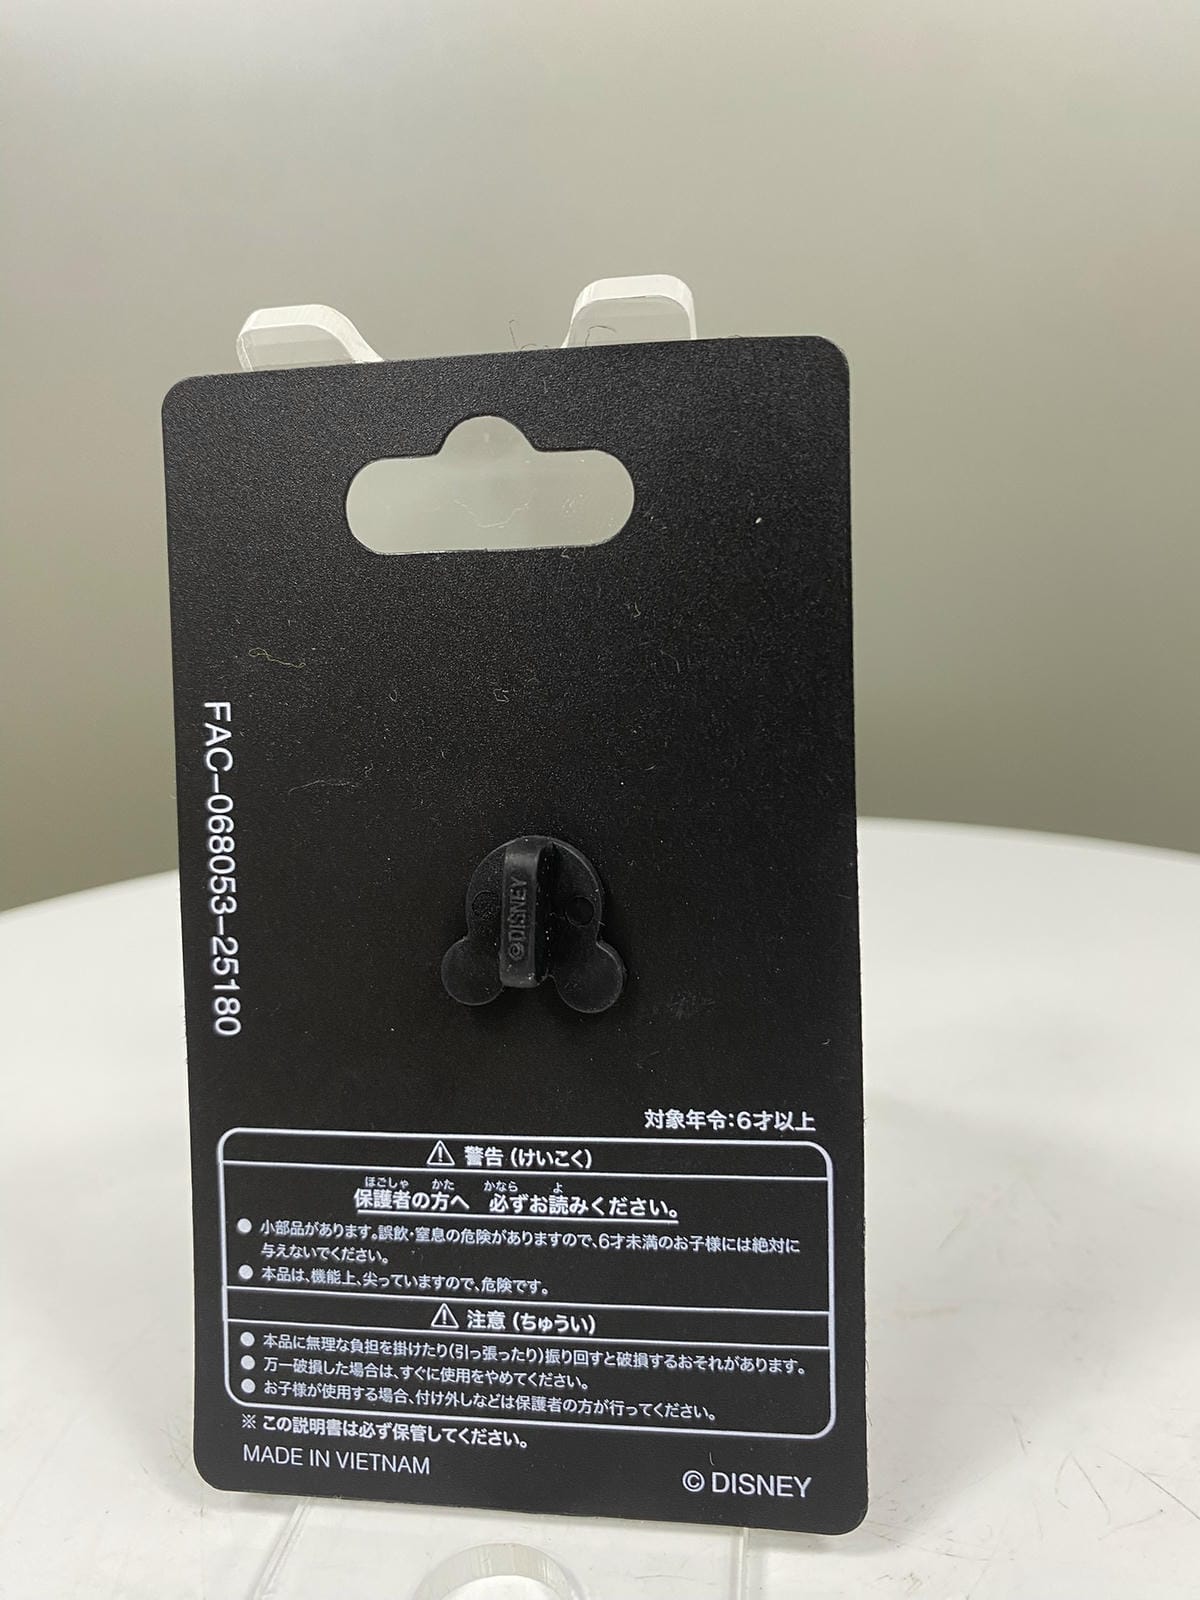 FAC-068053-25180
©DISNEY
対象年令:6才以上
⚠ 警告(けいこく)
ほごしゃ かた かなら よ
保護者の方へ 必ずお読みください。
● 小部品があります。誤飲・窒息の危険がありますので、6才未満のお子様には絶対に
与えないでください。
● 本品は、機能上、尖っていますので、危険です。
⚠ 注意(ちゅうい)
● 本品に無理な負担を掛けたり(引っ張ったり)振り回すと破損するおそれがあります。
● 万一破損した場合は、すぐに使用をやめてください。
● お子様が使用する場合、付け外しなどは保護者の方が行ってください。
※ この説明書は必ず保管してください。
MADE IN VIETNAM
© DISNEY